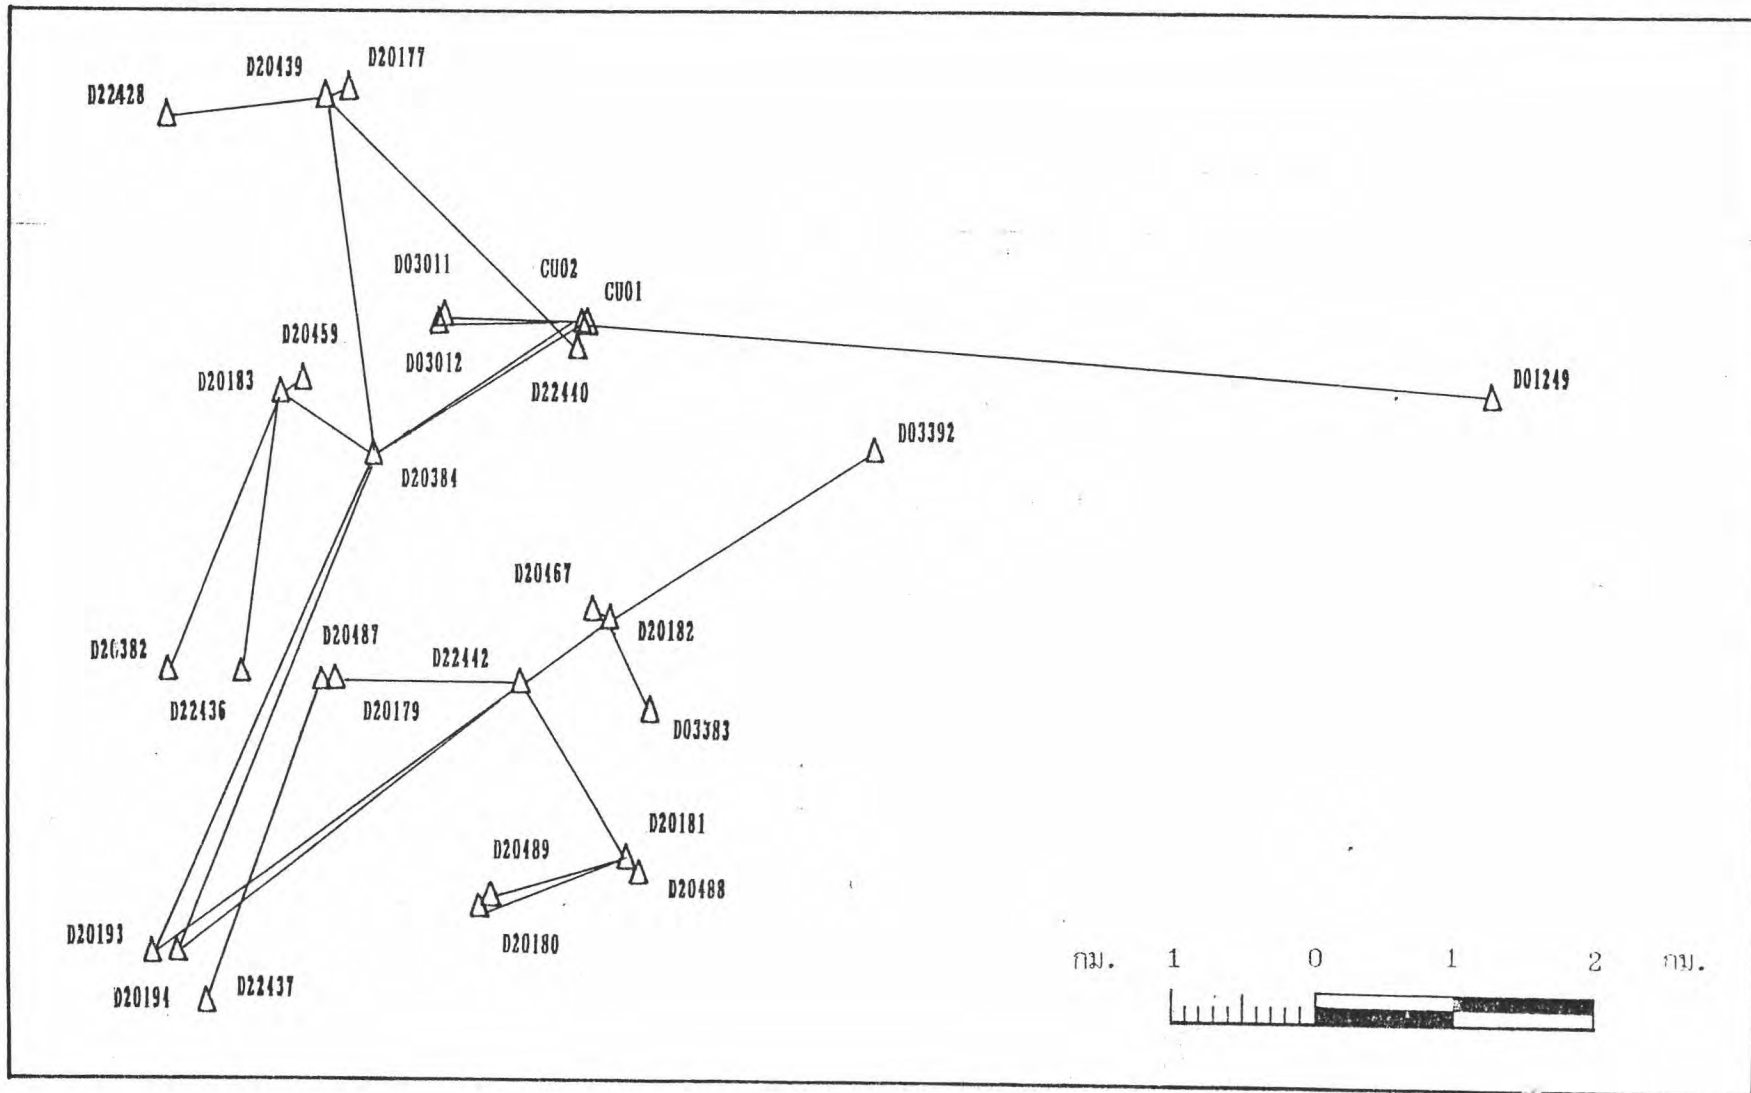 D20439
D20177
D22428
D03011
CU02
CU01
D20459
D20183
D03012
D22440
D01249
D03392
D20384
D20467
D20182
D20382
D20487
D22442
D22436
D20179
D03383
D20181
D20489
D20488
D20193
D20180
D20194
D22437
กม. 1 0 1 2 กม.